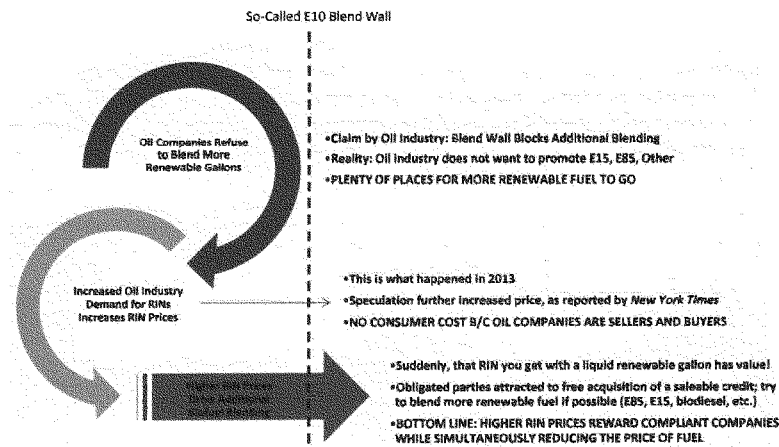 So-Called E10 Blend Wall
Oil Companies Refuse
to Blend More
Renewable Gallons
•Claim by Oil Industry: Blend Wall Blocks Additional Blending
•Reality: Oil Industry does not want to promote E15, E85, Other
•PLENTY OF PLACES FOR MORE RENEWABLE FUEL TO GO
Increased Oil Industry
Demand for RINs
Increases RIN Prices
•This is what happened in 2013
•Speculation further increased price, as reported by New York Times
•NO CONSUMER COST B/C OIL COMPANIES ARE SELLERS AND BUYERS
Higher RIN Prices
Drive Additional
Biofuel Blending
•Suddenly, that RIN you get with a liquid renewable gallon has value!
•Obligated parties attracted to free acquisition of a saleable credit; try
to blend more renewable fuel if possible (E85, E15, biodiesel, etc.)
•BOTTOM LINE: HIGHER RIN PRICES REWARD COMPLIANT COMPANIES
WHILE SIMULTANEOUSLY REDUCING THE PRICE OF FUEL